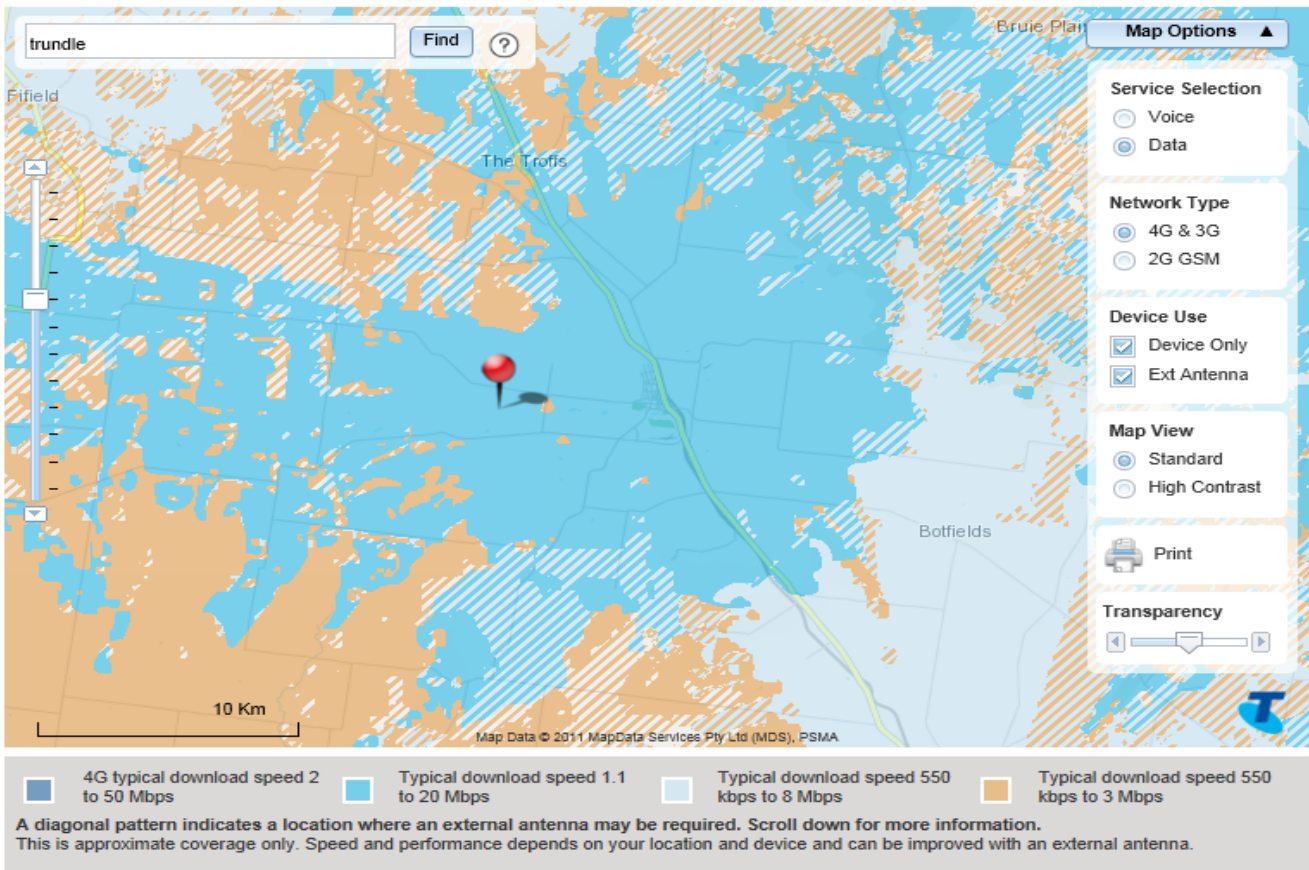 trundle
Find
?
Bruie Plai
Map Options ▲
Fifield
The Troffs
Botfields
Service Selection
Voice
Data
Network Type
4G & 3G
2G GSM
Device Use
Device Only
Ext Antenna
Map View
Standard
High Contrast
Print
Transparency
10 Km
Map Data © 2011 MapData Services Pty Ltd (MDS), PSMA
T
4G typical download speed 2
to 50 Mbps
Typical download speed 1.1
to 20 Mbps
Typical download speed 550
kbps to 8 Mbps
Typical download speed 550
kbps to 3 Mbps
A diagonal pattern indicates a location where an external antenna may be required. Scroll down for more information.
This is approximate coverage only. Speed and performance depends on your location and device and can be improved with an external antenna.